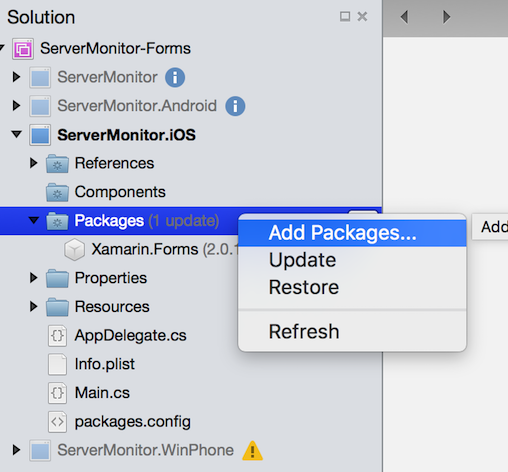 Solution
ServerMonitor-Forms
ServerMonitor
ServerMonitor.Android
ServerMonitor.iOS
References
Components
Packages (1 update)
Add Packages...
Add
Update
Xamarin.Forms (2.0.1
Restore
Properties
Resources
Refresh
AppDelegate.cs
Info.plist
Main.cs
packages.config
ServerMonitor.WinPhone